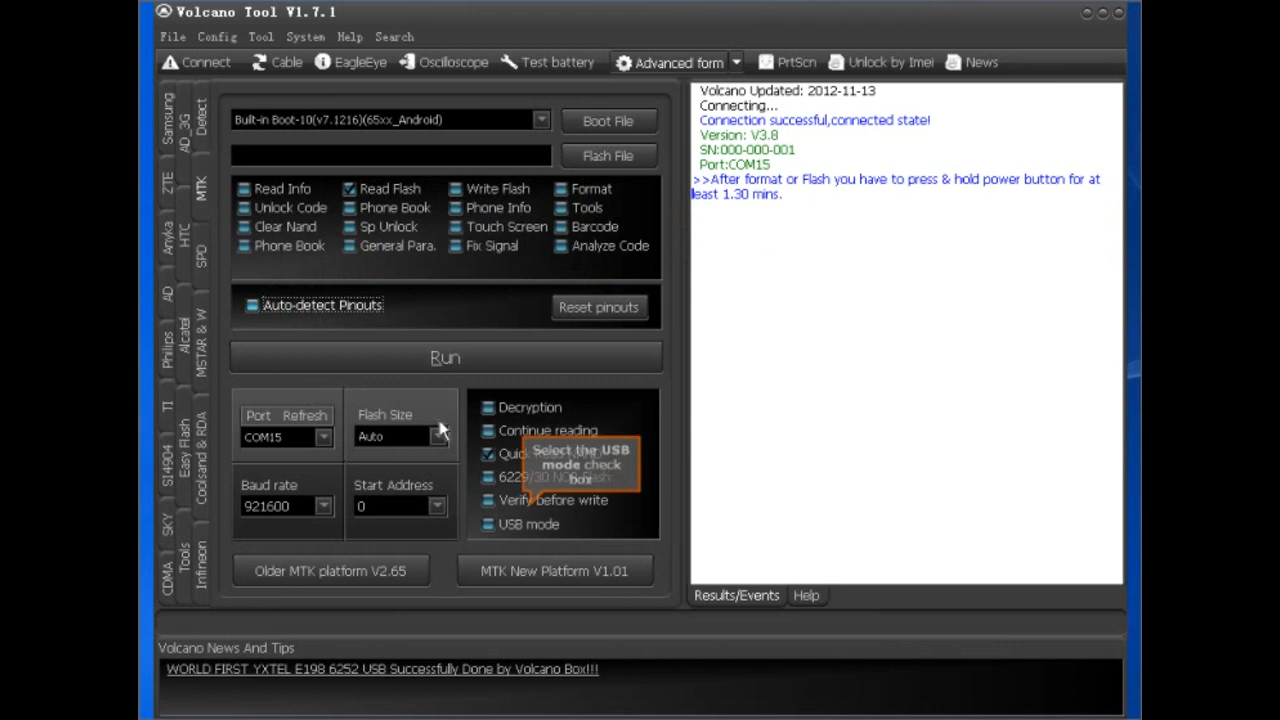 Volcano Tool V1.7.1
File Config Tool System Help Search
Connect Cable EagleEye Oscilloscope Test battery Advanced form PrtScn Unlock by Imei News
Samsung
ZTE
Anyka
AD
Philips
TI
SI4904
SKY
CDMA
AD_3G
HTC
Alcatel
Easy Flash
Tools
Detect
MTK
SPD
MSTAR & W
Coolsand & RDA
Infineon
Built-in Boot-10(v7.1216)(65xx_Android) Boot File
Flash File
Read Info Read Flash Write Flash Format
Unlock Code Phone Book Phone Info Tools
Clear Nand Sp Unlock Touch Screen Barcode
Phone Book General Para. Fix Signal Analyze Code
Auto-detect Pinouts Reset pinouts
Run
Port Refresh
COM15
Flash Size
Auto
Baud rate
921600
Start Address
0
Decryption
Continue reading
Select the USB
mode check
box
Verify before write
USB mode
Older MTK platform V2.65 MTK New Platform V1.01
Volcano Updated: 2012-11-13
Connecting...
Connection successful,connected state!
Version: V3.8
SN:000-000-001
Port:COM15
>>After format or Flash you have to press & hold power button for at
least 1.30 mins.
Results/Events Help
Volcano News And Tips
WORLD FIRST YXTEL E198 6252 USB Successfully Done by Volcano Box!!!